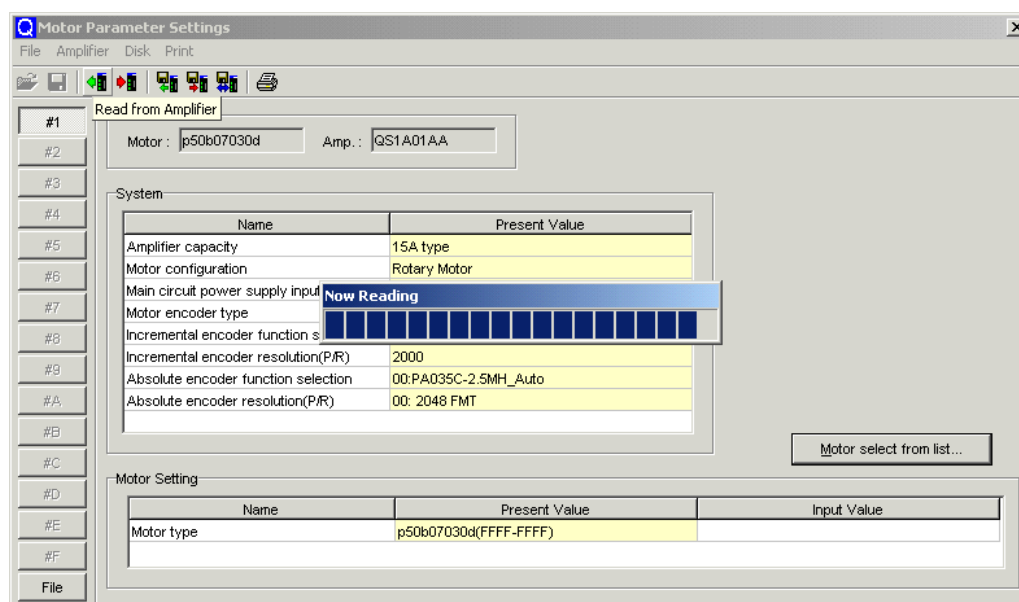 Q Motor Parameter Settings
File Amplifier Disk Print
Read from Amplifier
#1
#2
#3
#4
#5
#6
#7
#8
#9
#A
#B
#C
#D
#E
#F
File
Motor : p50b07030d Amp. : QS1A01AA
System
Name Present Value
Amplifier capacity 15A type
Motor configuration Rotary Motor
Main circuit power supply input
Now Reading
Motor encoder type
Incremental encoder function s
Incremental encoder resolution(P/R) 2000
Absolute encoder function selection 00:PA035C-2.5MH_Auto
Absolute encoder resolution(P/R) 00: 2048 FMT
Motor select from list...
Motor Setting
Name Present Value Input Value
Motor type p50b07030d(FFFF-FFFF)